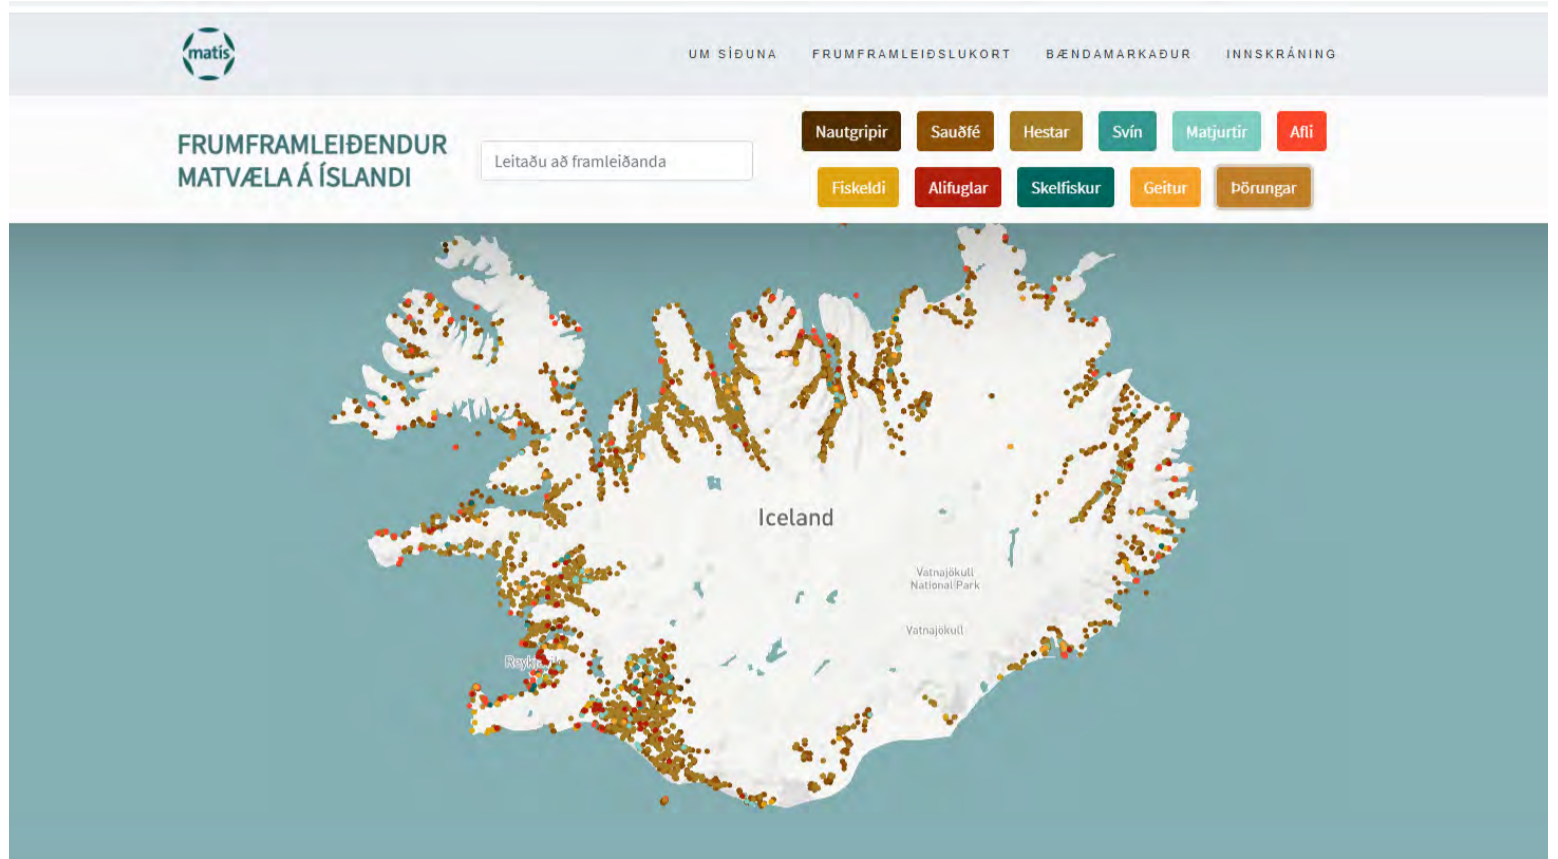 matís
UM SÍÐUNA
FRUMFRAMLEIÐSLUKORT
BÆNDAMARKAÐUR
INNSKRÁNING
FRUMFRAMLEIÐENDUR
MATVÆLA Á ÍSLANDI
Leitaðu að framleiðanda
Nautgripir
Sauðfé
Hestar
Svín
Matjurtir
Afli
Fiskeldi
Alifuglar
Skelfiskur
Geitur
Þörungar
Iceland
Vatnajökull
National Park
Vatnajökull